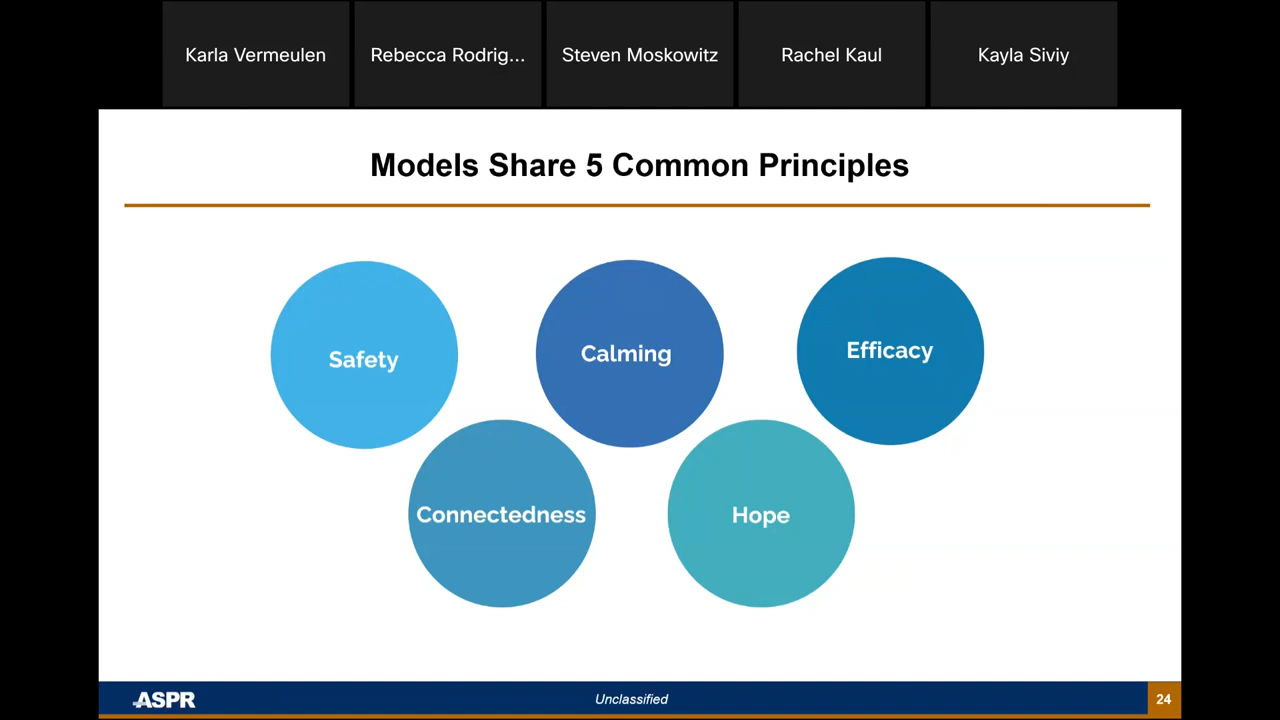 Karla Vermeulen
Rebecca Rodrig...
Steven Moskowitz
Rachel Kaul
Kayla Siviy
Models Share 5 Common Principles
Safety
Calming
Efficacy
Connectedness
Hope
ASPR
Unclassified
24